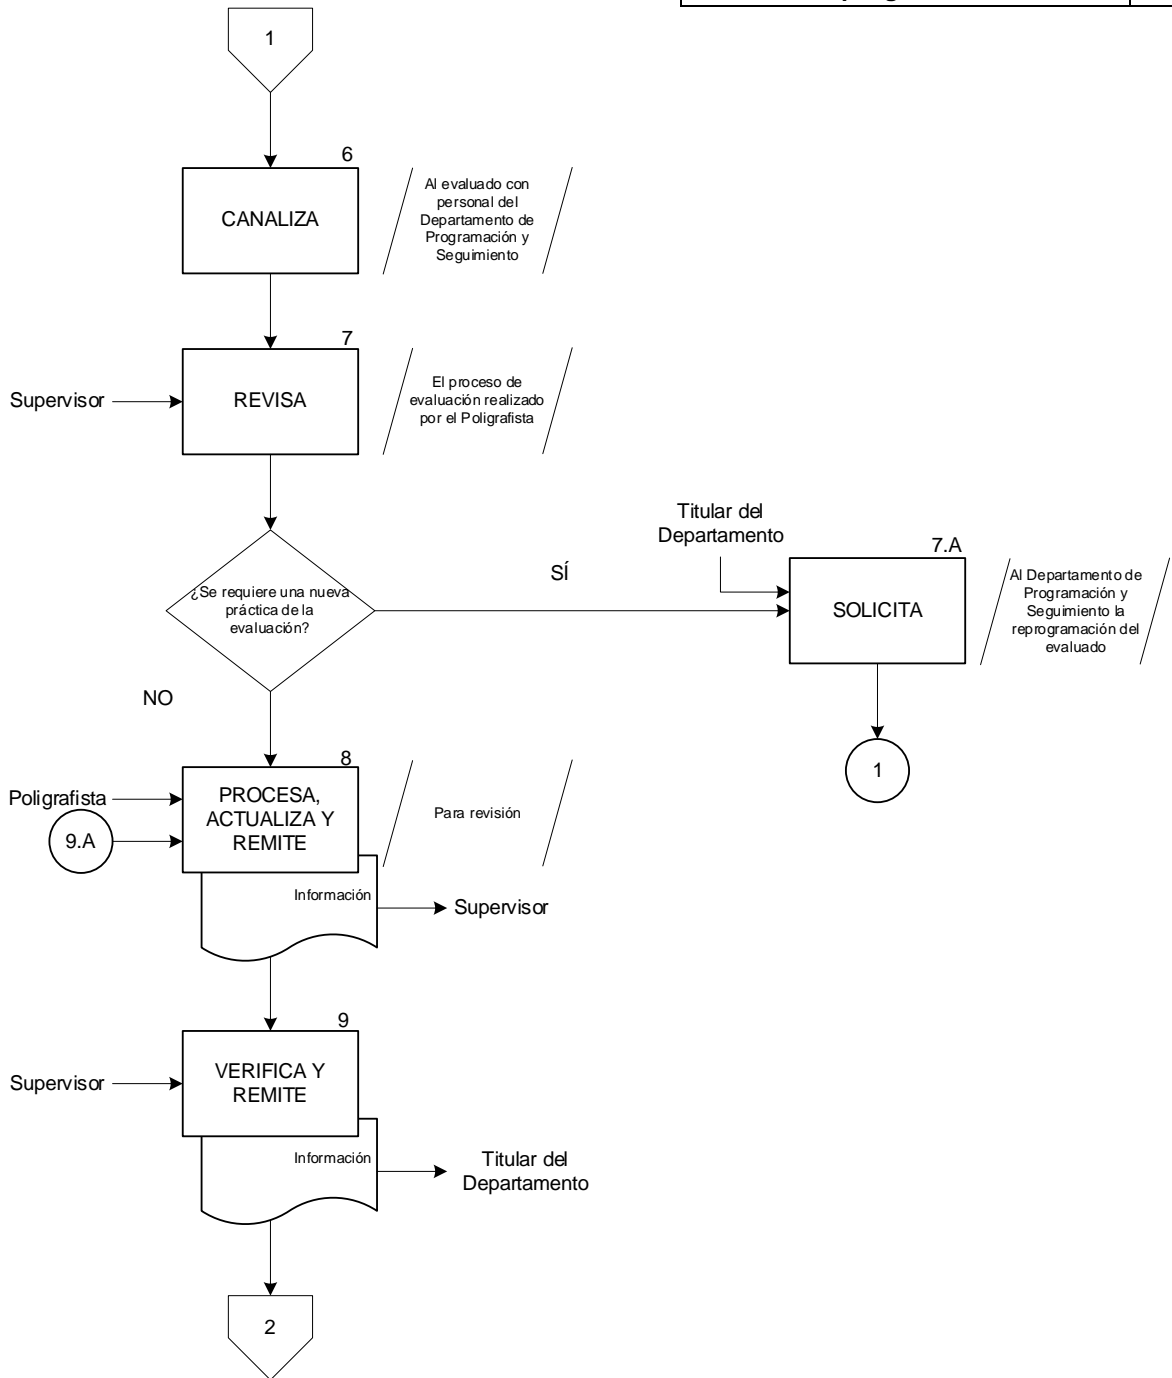 1
6
CANALIZA
Al evaluado con
personal del
Departamento de
Programación y
Seguimiento
7
Supervisor
REVISA
El proceso de
evaluación realizado
por el Poligrafista
¿Se requiere una nueva
práctica de la
evaluación?
SÍ
Titular del
Departamento
7.A
SOLICITA
Al Departamento de
Programación y
Seguimiento la
reprogramación del
evaluado
1
NO
8
Poligrafista
9.A
PROCESA,
ACTUALIZA Y
REMITE
Para revisión
Información
Supervisor
9
Supervisor
VERIFICA Y
REMITE
Información
Titular del
Departamento
2